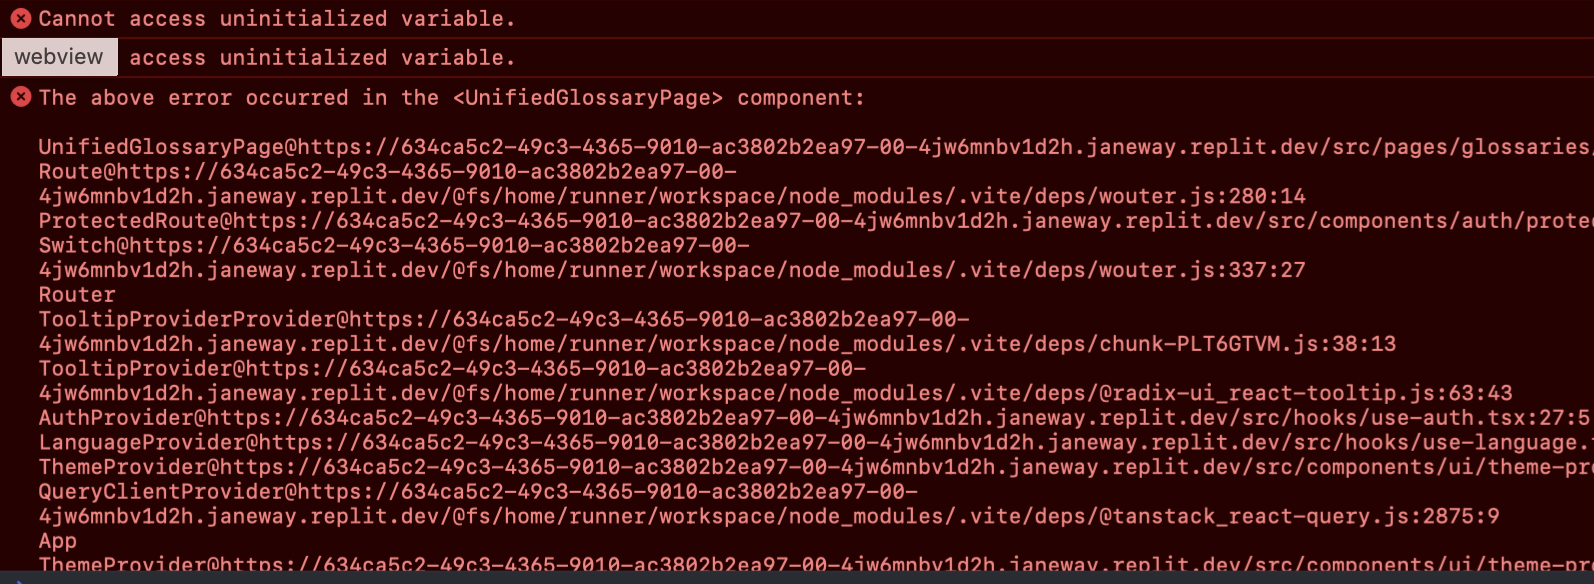 Cannot access uninitialized variable.
webview access uninitialized variable.
The above error occurred in the <UnifiedGlossaryPage> component:
UnifiedGlossaryPage@https://634ca5c2-49c3-4365-9010-ac3802b2ea97-00-4jw6mnbv1d2h.janeway.replit.dev/src/pages/glossaries
Route@https://634ca5c2-49c3-4365-9010-ac3802b2ea97-00-
4jw6mnbv1d2h.janeway.replit.dev/@fs/home/runner/workspace/node_modules/.vite/deps/wouter.js:280:14
ProtectedRoute@https://634ca5c2-49c3-4365-9010-ac3802b2ea97-00-4jw6mnbv1d2h.janeway.replit.dev/src/components/auth/protec
Switch@https://634ca5c2-49c3-4365-9010-ac3802b2ea97-00-
4jw6mnbv1d2h.janeway.replit.dev/@fs/home/runner/workspace/node_modules/.vite/deps/wouter.js:337:27
Router
TooltipProviderProvider@https://634ca5c2-49c3-4365-9010-ac3802b2ea97-00-
4jw6mnbv1d2h.janeway.replit.dev/@fs/home/runner/workspace/node_modules/.vite/deps/chunk-PLT6GTVM.js:38:13
TooltipProvider@https://634ca5c2-49c3-4365-9010-ac3802b2ea97-00-
4jw6mnbv1d2h.janeway.replit.dev/@fs/home/runner/workspace/node_modules/.vite/deps/@radix-ui_react-tooltip.js:63:43
AuthProvider@https://634ca5c2-49c3-4365-9010-ac3802b2ea97-00-4jw6mnbv1d2h.janeway.replit.dev/src/hooks/use-auth.tsx:27:5
LanguageProvider@https://634ca5c2-49c3-4365-9010-ac3802b2ea97-00-4jw6mnbv1d2h.janeway.replit.dev/src/hooks/use-language.
ThemeProvider@https://634ca5c2-49c3-4365-9010-ac3802b2ea97-00-4jw6mnbv1d2h.janeway.replit.dev/src/components/ui/theme-pro
QueryClientProvider@https://634ca5c2-49c3-4365-9010-ac3802b2ea97-00-
4jw6mnbv1d2h.janeway.replit.dev/@fs/home/runner/workspace/node_modules/.vite/deps/@tanstack_react-query.js:2875:9
App
ThemeProvider@https://634ca5c2-49c3-4365-9010-ac3802b2ea97-00-4jw6mnbv1d2h.janeway.replit.dev/src/components/ui/theme-pr